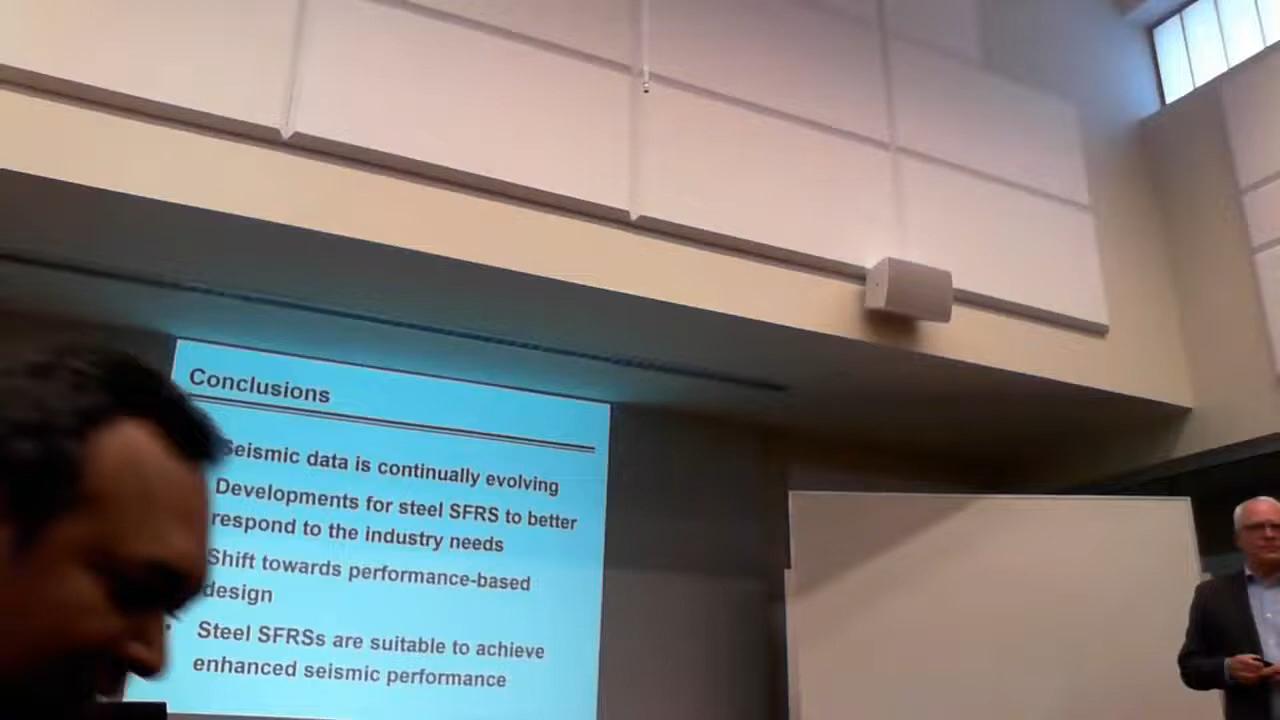 Conclusions
Seismic data is continually evolving
Developments for steel SFRS to better
respond to the industry needs
Shift towards performance-based
design
Steel SFRSs are suitable to achieve
enhanced seismic performance